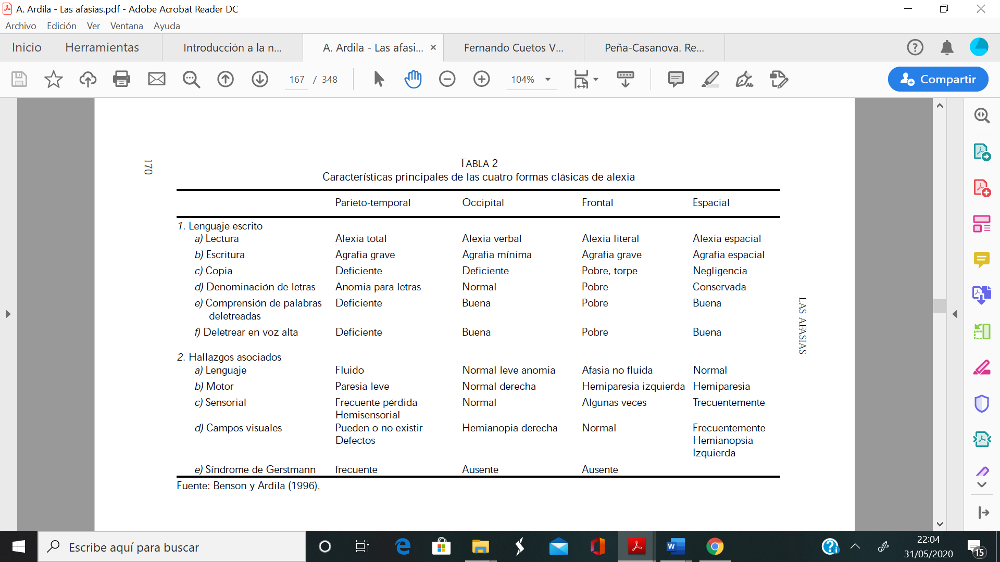 A. Ardila - Las afasias.pdf - Adobe Acrobat Reader DC
Archivo Edición Ver Ventana Ayuda
Inicio Herramientas Introducción a la n... A. Ardila - Las afasi... × Fernando Cuetos V... Peña-Casanova. Re...
167 / 348 104% Compartir
170
TABLA 2
Características principales de las cuatro formas clásicas de alexia
Parieto-temporal Occipital Frontal Espacial
1. Lenguaje escrito
a) Lectura Alexia total Alexia verbal Alexia literal Alexia espacial
b) Escritura Agrafia grave Agrafia mínima Agrafia grave Agrafia espacial
c) Copia Deficiente Deficiente Pobre, torpe Negligencia
d) Denominación de letras Anomia para letras Normal Pobre Conservada
e) Comprensión de palabras Deficiente Buena Pobre Buena
deletreadas
f) Deletrear en voz alta Deficiente Buena Pobre Buena
2. Hallazgos asociados
a) Lenguaje Fluido Normal leve anomia Afasia no fluida Normal
b) Motor Paresia leve Normal derecha Hemiparesia izquierda Hemiparesia
c) Sensorial Frecuente pérdida Normal Algunas veces Trecuentemente
Hemisensorial
d) Campos visuales Pueden o no existir Hemianopia derecha Normal Frecuentemente
Defectos Hemianopsia
Izquierda
e) Síndrome de Gerstmann frecuente Ausente Ausente
Fuente: Benson y Ardila (1996).
LAS AFASIAS
Escribe aquí para buscar
22:04
31/05/2020
15